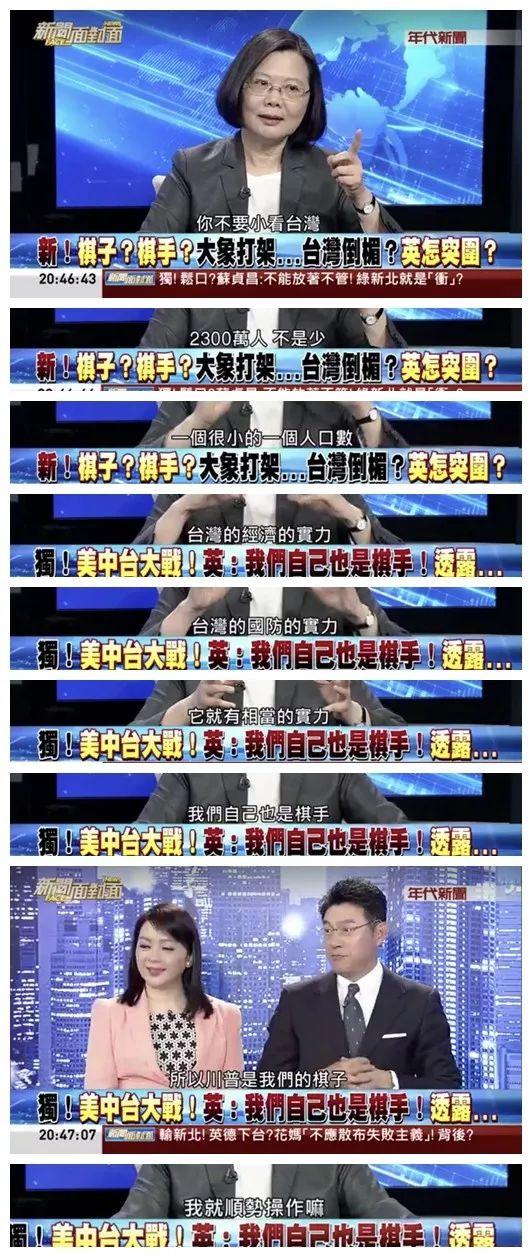 新聞面對面
NEWS
FACE
年代新聞
你不要小看台灣
新！棋子？棋手？大象打架...台灣倒楣？英怎突圍？
20:46:43
獨！鬆口？蘇貞昌：不能放著不管！綠新北就是「衝」？
2300萬人 不是少
新！棋子？棋手？大象打架...台灣倒楣？英怎突圍？
一個很小的一個人口數
新！棋子？棋手？大象打架...台灣倒楣？英怎突圍？
台灣的經濟的實力
獨！美中台大戰！英：我們自己也是棋手！透露...
台灣的國防的實力
獨！美中台大戰！英：我們自己也是棋手！透露...
它就有相當的實力
獨！美中台大戰！英：我們自己也是棋手！透露...
我們自己也是棋手
獨！美中台大戰！英：我們自己也是棋手！透露...
新聞面對面
NEWS
FACE
年代新聞
所以川普是我們的棋子
獨！美中台大戰！英：我們自己也是棋手！透露...
20:47:07
輸新北！英德下台？花媽「不應散布失敗主義」！背後？
我就順勢操作嘛
獨！美中台大戰！英：我們自己也是棋手！透露